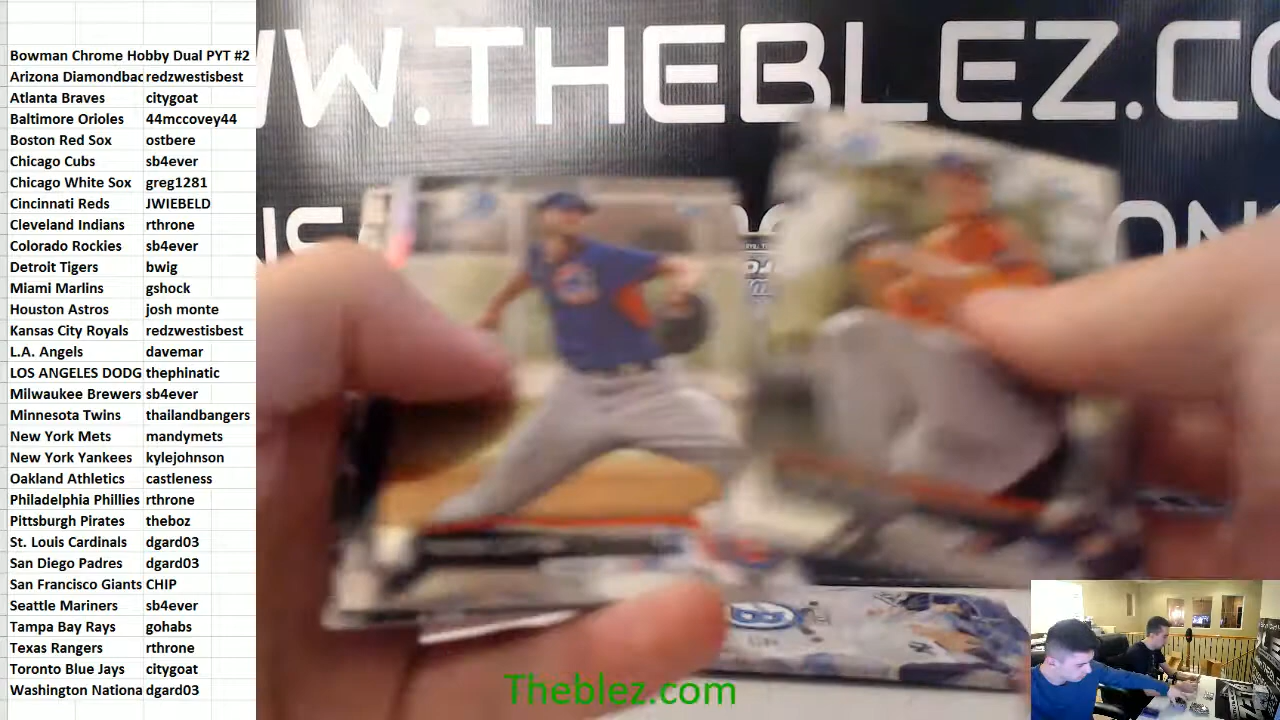 Bowman Chrome Hobby Dual PYT #2
Arizona Diamondbac redzwestisbest
Atlanta Braves citygoat
Baltimore Orioles 44mccovey44
Boston Red Sox ostbere
Chicago Cubs sb4ever
Chicago White Sox greg1281
Cincinnati Reds JWIEBELD
Cleveland Indians rthrone
Colorado Rockies sb4ever
Detroit Tigers bwig
Miami Marlins gshock
Houston Astros josh monte
Kansas City Royals redzwestisbest
L.A. Angels davemar
LOS ANGELES DODG thephinatic
Milwaukee Brewers sb4ever
Minnesota Twins thailandbangers
New York Mets mandymets
New York Yankees kylejohnson
Oakland Athletics castleness
Philadelphia Phillies rthrone
Pittsburgh Pirates theboz
St. Louis Cardinals dgard03
San Diego Padres dgard03
San Francisco Giants CHIP
Seattle Mariners sb4ever
Tampa Bay Rays gohabs
Texas Rangers rthrone
Toronto Blue Jays citygoat
Washington Nationa dgard03
WW.THEBLEZ.CO
Theblez.com